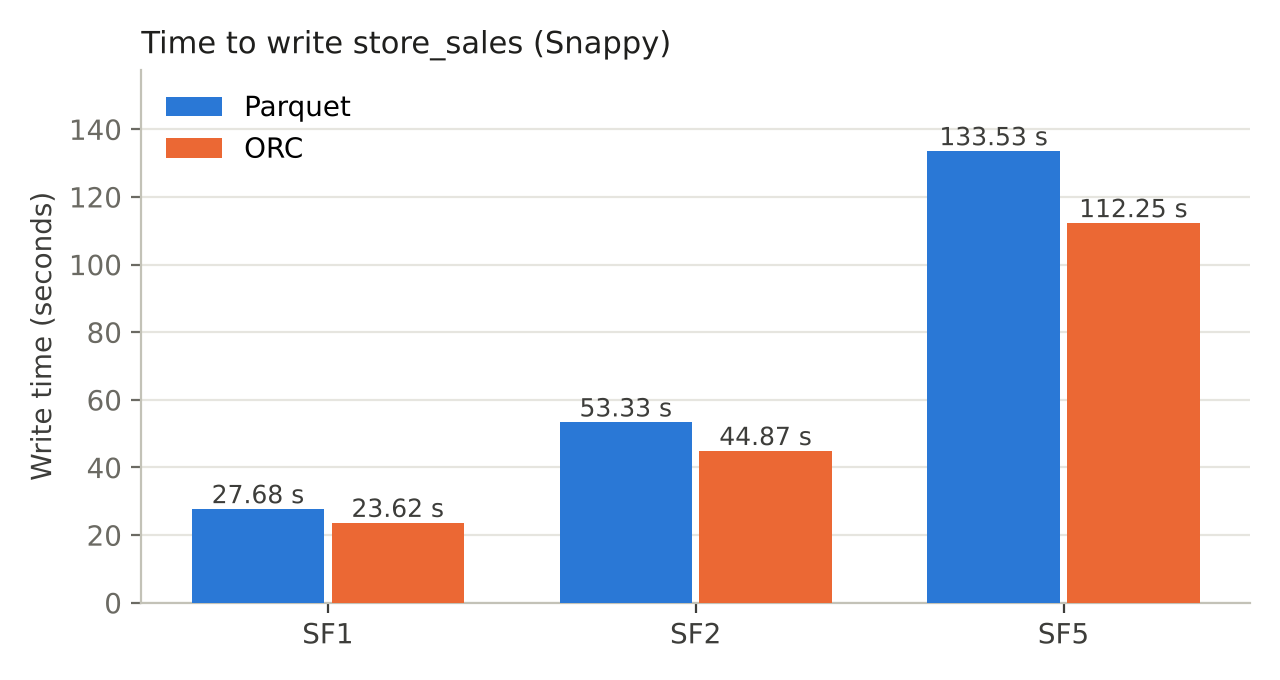 Time to write store_sales (Snappy)
Parquet
ORC
Write time (seconds)
140
120
100
80
60
40
20
0
27.68 s
23.62 s
53.33 s
44.87 s
133.53 s
112.25 s
SF1
SF2
SF5